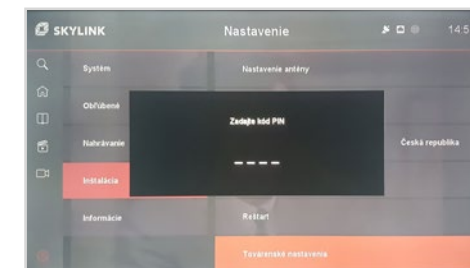 SKYLINK
Nastavenie
14:5
Systém
Nastavenie antény
Obľúbené
Zadajte kód PIN
Nahrávanie
Česká republika
– – – –
Inštalácia
Informácie
Reštart
Továrenské nastavenia